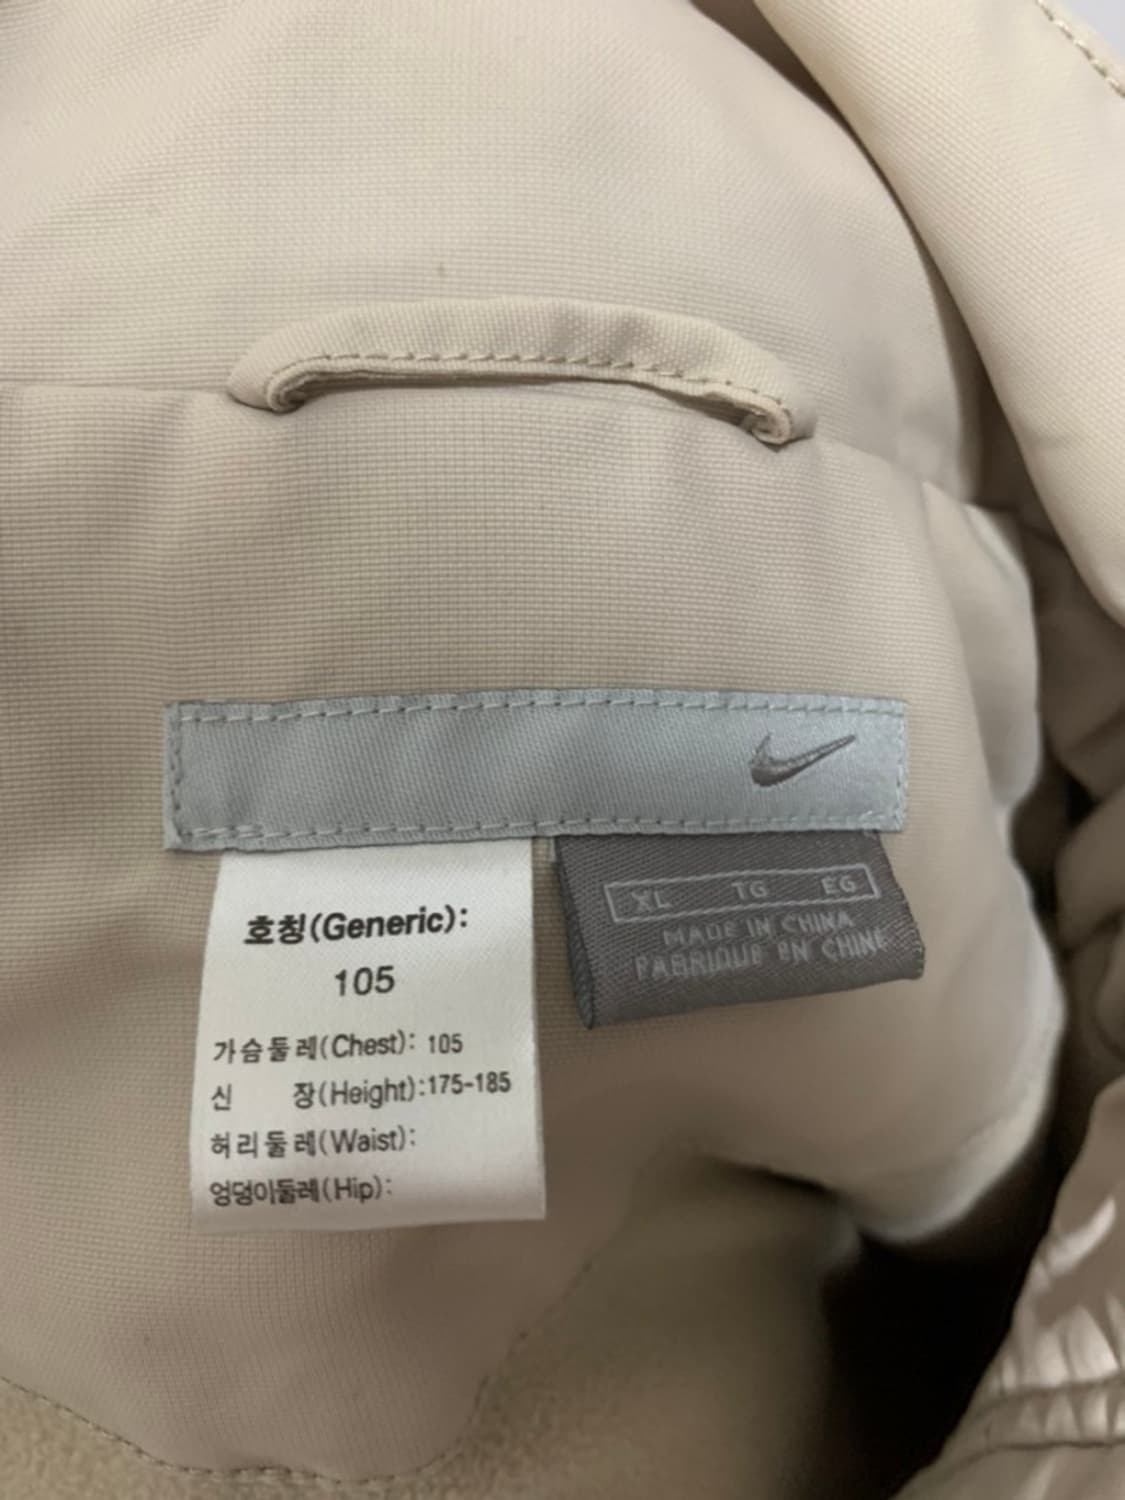 호칭(Generic):
105
가슴둘레(Chest): 105
신 장(Height):175-185
허리둘레(Waist):
엉덩이둘레(Hip):
XL TG EG
MADE IN CHINA
FABRIQUE EN CHINE